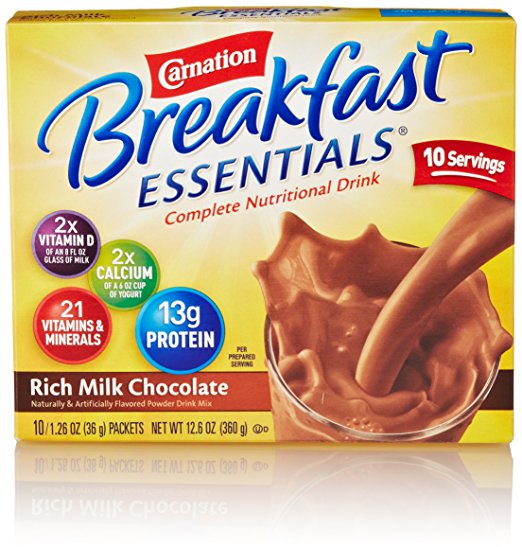 Carnation
Breakfast
ESSENTIALS®
Complete Nutritional Drink
10 Servings
2x
VITAMIN D
OF AN 8 FL OZ
GLASS OF MILK
2x
CALCIUM
OF A 6 OZ CUP
OF YOGURT
21
VITAMINS &
MINERALS
13g
PROTEIN
PER
PREPARED
SERVING
Rich Milk Chocolate
Naturally & Artificially Flavored Powder Drink Mix
10/1.26 OZ (36 g) PACKETS NET WT 12.6 OZ (360 g) UD